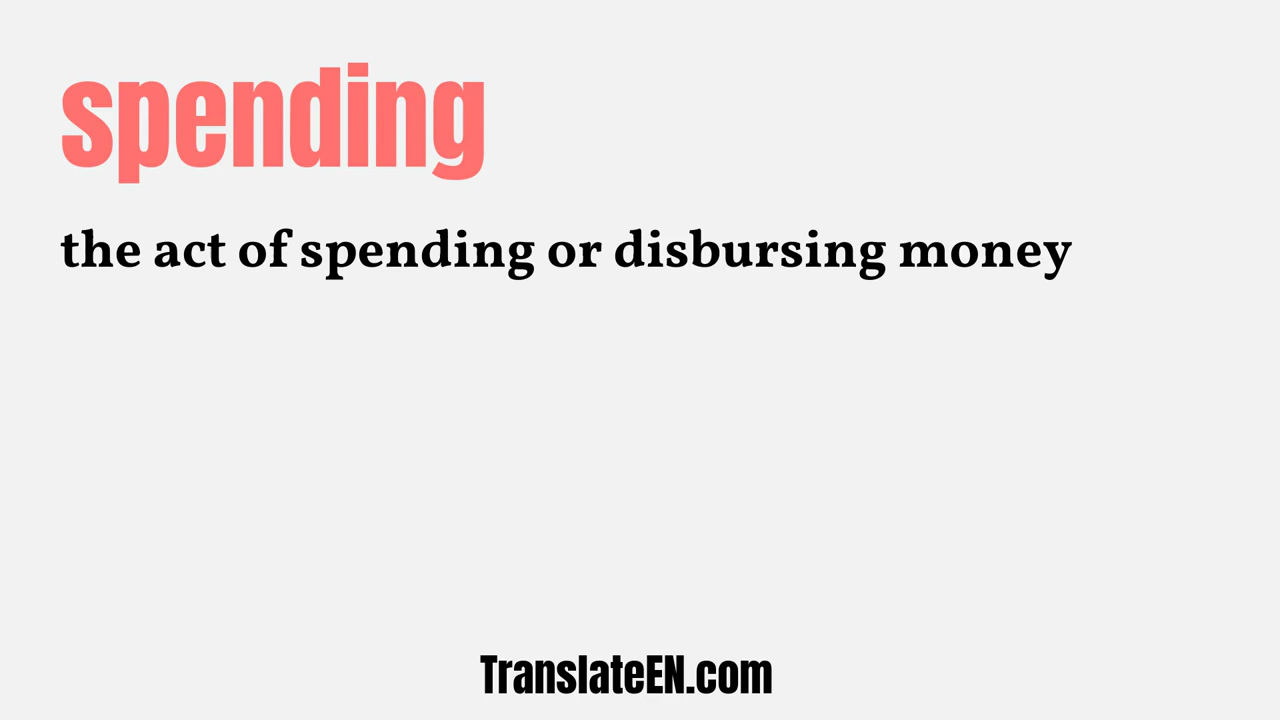 spending
the act of spending or disbursing money
TranslateEN.com